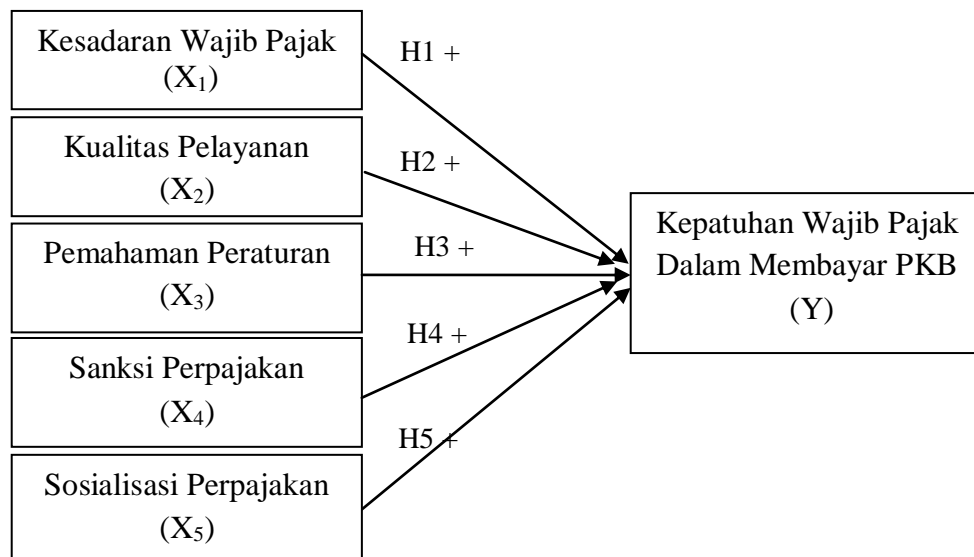 Kesadaran Wajib Pajak
(X₁)
H1 +
Kualitas Pelayanan
(X₂)
H2 +
Pemahaman Peraturan
(X₃)
H3 +
Sanksi Perpajakan
(X₄)
H4 +
Sosialisasi Perpajakan
(X₅)
H5 +
Kepatuhan Wajib Pajak
Dalam Membayar PKB
(Y)